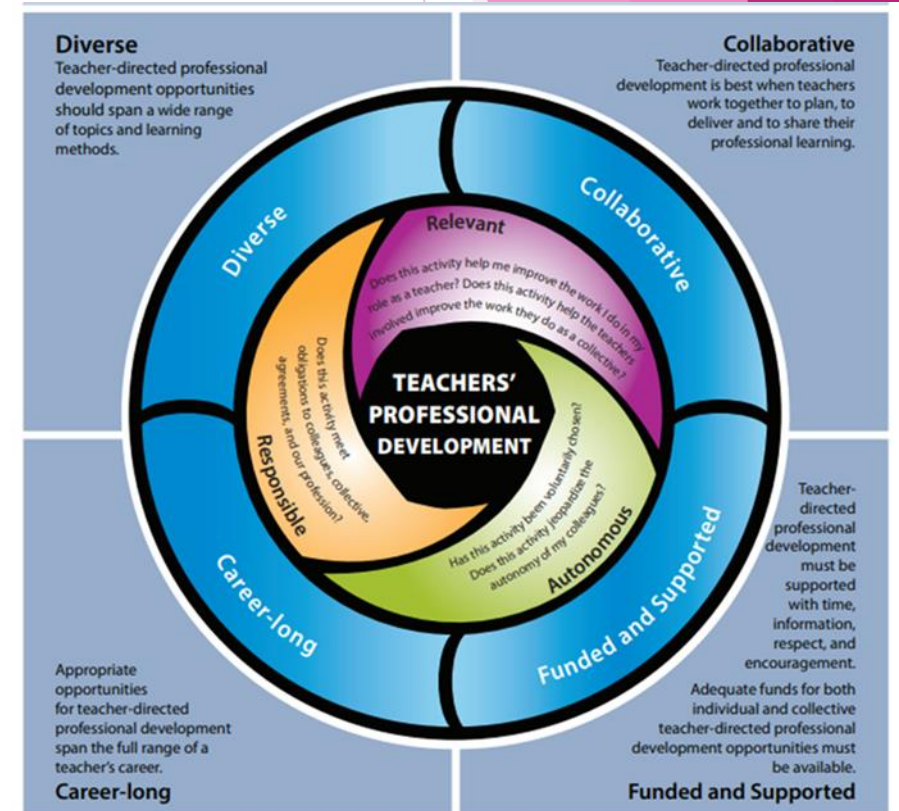 Diverse
Teacher-directed professional
development opportunities
should span a wide range
of topics and learning
methods.
Collaborative
Teacher-directed professional
development is best when teachers
work together to plan, to
deliver and to share their
professional learning.
Diverse
Collaborative
Relevant
Does this activity help me improve the work I do in my
role as a teacher? Does this activity help the teachers
involved improve the work they do as a collective?
TEACHERS'
PROFESSIONAL
DEVELOPMENT
Does this activity meet
obligations to colleagues, collective,
agreements, and our profession?
Responsible
Has this activity been voluntarily chosen?
Does this activity jeopardize the
autonomy of my colleagues?
Autonomous
Career-long
Funded and Supported
Appropriate
opportunities
for teacher-directed
professional development
span the full range of a
teacher's career.
Career-long
Teacher-
directed
professional
development
must be
supported
with time,
information,
respect, and
encouragement.
Adequate funds for both
individual and collective
teacher-directed professional
development opportunities must
be available.
Funded and Supported